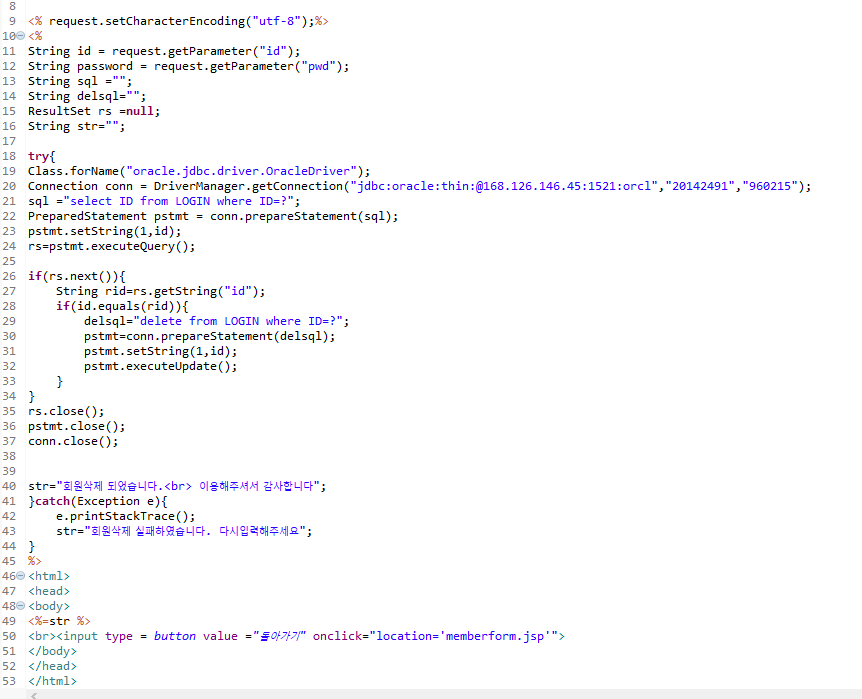 8
9 <% request.setCharacterEncoding("utf-8");%>
10 <%
11 String id = request.getParameter("id");
12 String password = request.getParameter("pwd");
13 String sql ="";
14 String delsql="";
15 ResultSet rs =null;
16 String str="";
17
18 try{
19 Class.forName("oracle.jdbc.driver.OracleDriver");
20 Connection conn = DriverManager.getConnection("jdbc:oracle:thin:@168.126.146.45:1521:orcl","20142491","960215");
21 sql ="select ID from LOGIN where ID=?";
22 PreparedStatement pstmt = conn.prepareStatement(sql);
23 pstmt.setString(1,id);
24 rs=pstmt.executeQuery();
25
26 if(rs.next()){
27     String rid=rs.getString("id");
28     if(id.equals(rid)){
29         delsql="delete from LOGIN where ID=?";
30         pstmt=conn.prepareStatement(delsql);
31         pstmt.setString(1,id);
32         pstmt.executeUpdate();
33     }
34 }
35 rs.close();
36 pstmt.close();
37 conn.close();
38
39
40 str="회원삭제 되었습니다.<br> 이용해주셔서 감사합니다";
41 }catch(Exception e){
42     e.printStackTrace();
43     str="회원삭제 실패하였습니다. 다시입력해주세요";
44 }
45 %>
46 <html>
47 <head>
48 <body>
49 <%=str %>
50 <br><input type = button value ="돌아가기" onclick="location='memberform.jsp'">
51 </body>
52 </head>
53 </html>